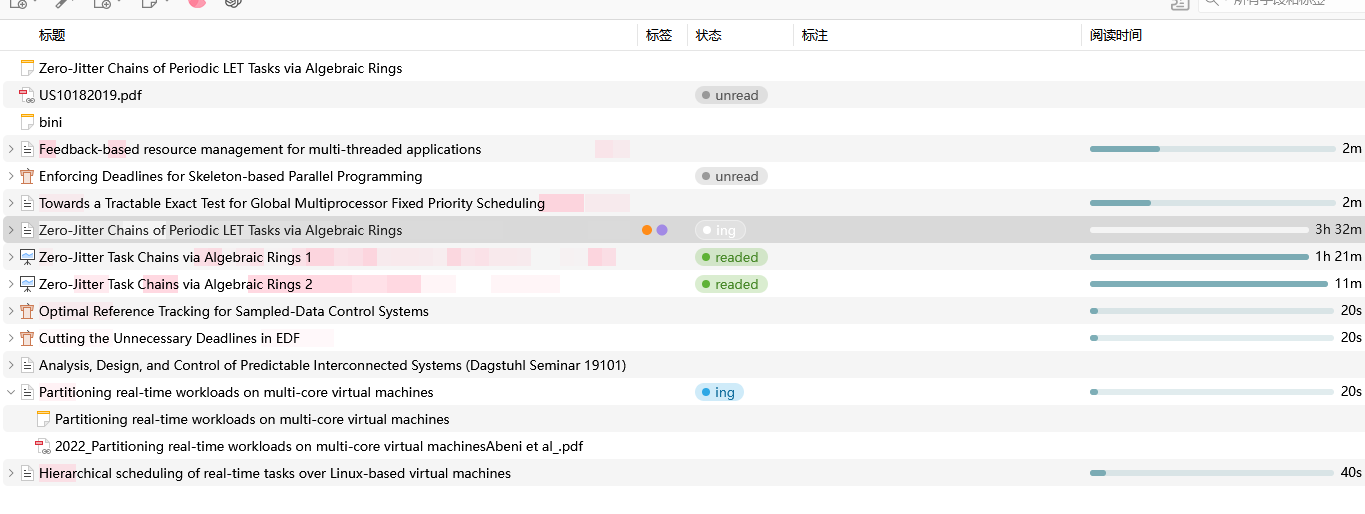 所有字段和标签
标题 标签 状态 标注 阅读时间
Zero-Jitter Chains of Periodic LET Tasks via Algebraic Rings
US10182019.pdf unread
bini
Feedback-based resource management for multi-threaded applications 2m
Enforcing Deadlines for Skeleton-based Parallel Programming unread
Towards a Tractable Exact Test for Global Multiprocessor Fixed Priority Scheduling 2m
Zero-Jitter Chains of Periodic LET Tasks via Algebraic Rings ing 3h 32m
Zero-Jitter Task Chains via Algebraic Rings 1 readed 1h 21m
Zero-Jitter Task Chains via Algebraic Rings 2 readed 11m
Optimal Reference Tracking for Sampled-Data Control Systems 20s
Cutting the Unnecessary Deadlines in EDF 20s
Analysis, Design, and Control of Predictable Interconnected Systems (Dagstuhl Seminar 19101)
Partitioning real-time workloads on multi-core virtual machines ing 20s
Partitioning real-time workloads on multi-core virtual machines
2022_Partitioning real-time workloads on multi-core virtual machinesAbeni et al_.pdf
Hierarchical scheduling of real-time tasks over Linux-based virtual machines 40s